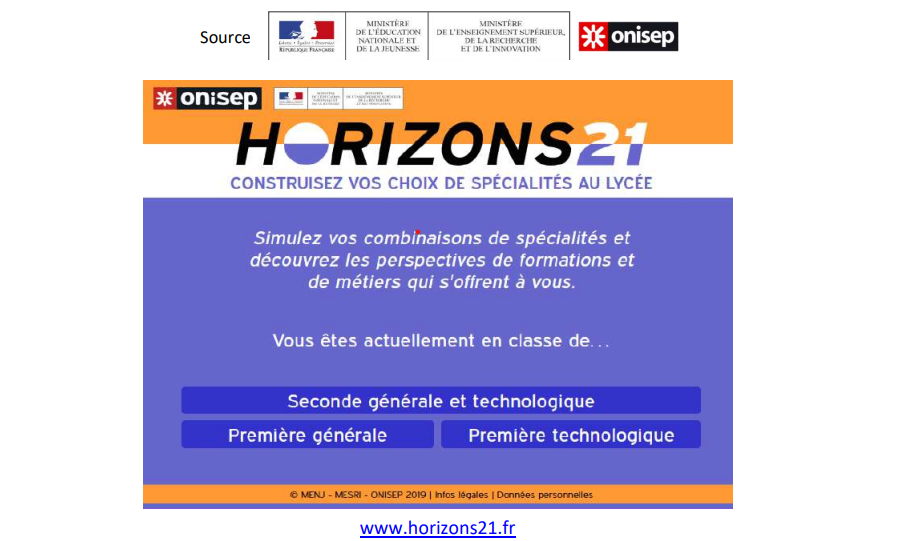 Source
Liberté • Égalité • Fraternité
RÉPUBLIQUE FRANÇAISE
MINISTÈRE
DE L'ÉDUCATION
NATIONALE ET
DE LA JEUNESSE
MINISTÈRE
DE L'ENSEIGNEMENT SUPÉRIEUR,
DE LA RECHERCHE
ET DE L'INNOVATION
onisep
onisep
HORIZONS21
CONSTRUISEZ VOS CHOIX DE SPÉCIALITÉS AU LYCÉE
Simulez vos combinaisons de spécialités et
découvrez les perspectives de formations et
de métiers qui s'offrent à vous.
Vous êtes actuellement en classe de...
Seconde générale et technologique
Première générale
Première technologique
© MENJ - MESRI - ONISEP 2019 | Infos légales | Données personnelles
www.horizons21.fr